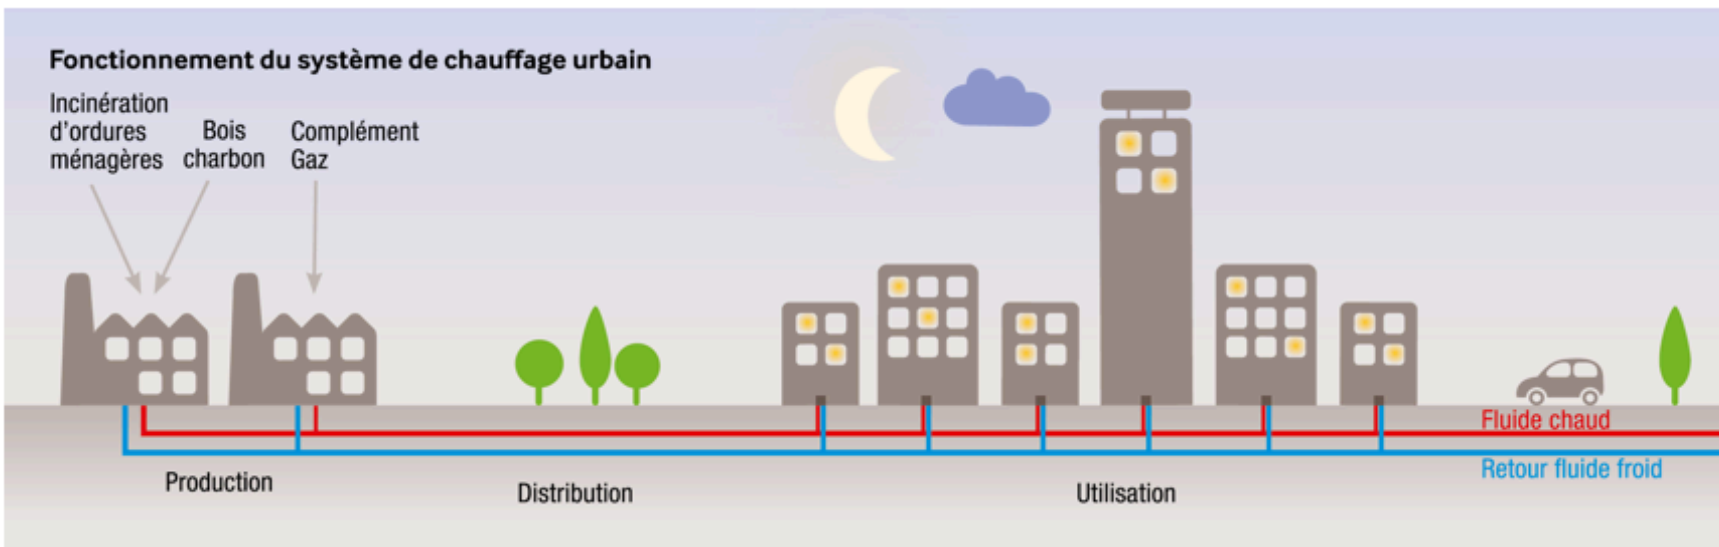 Fonctionnement du système de chauffage urbain
Incinération
d'ordures
ménagères
Bois
charbon
Complément
Gaz
Fluide chaud
Retour fluide froid
Production
Distribution
Utilisation